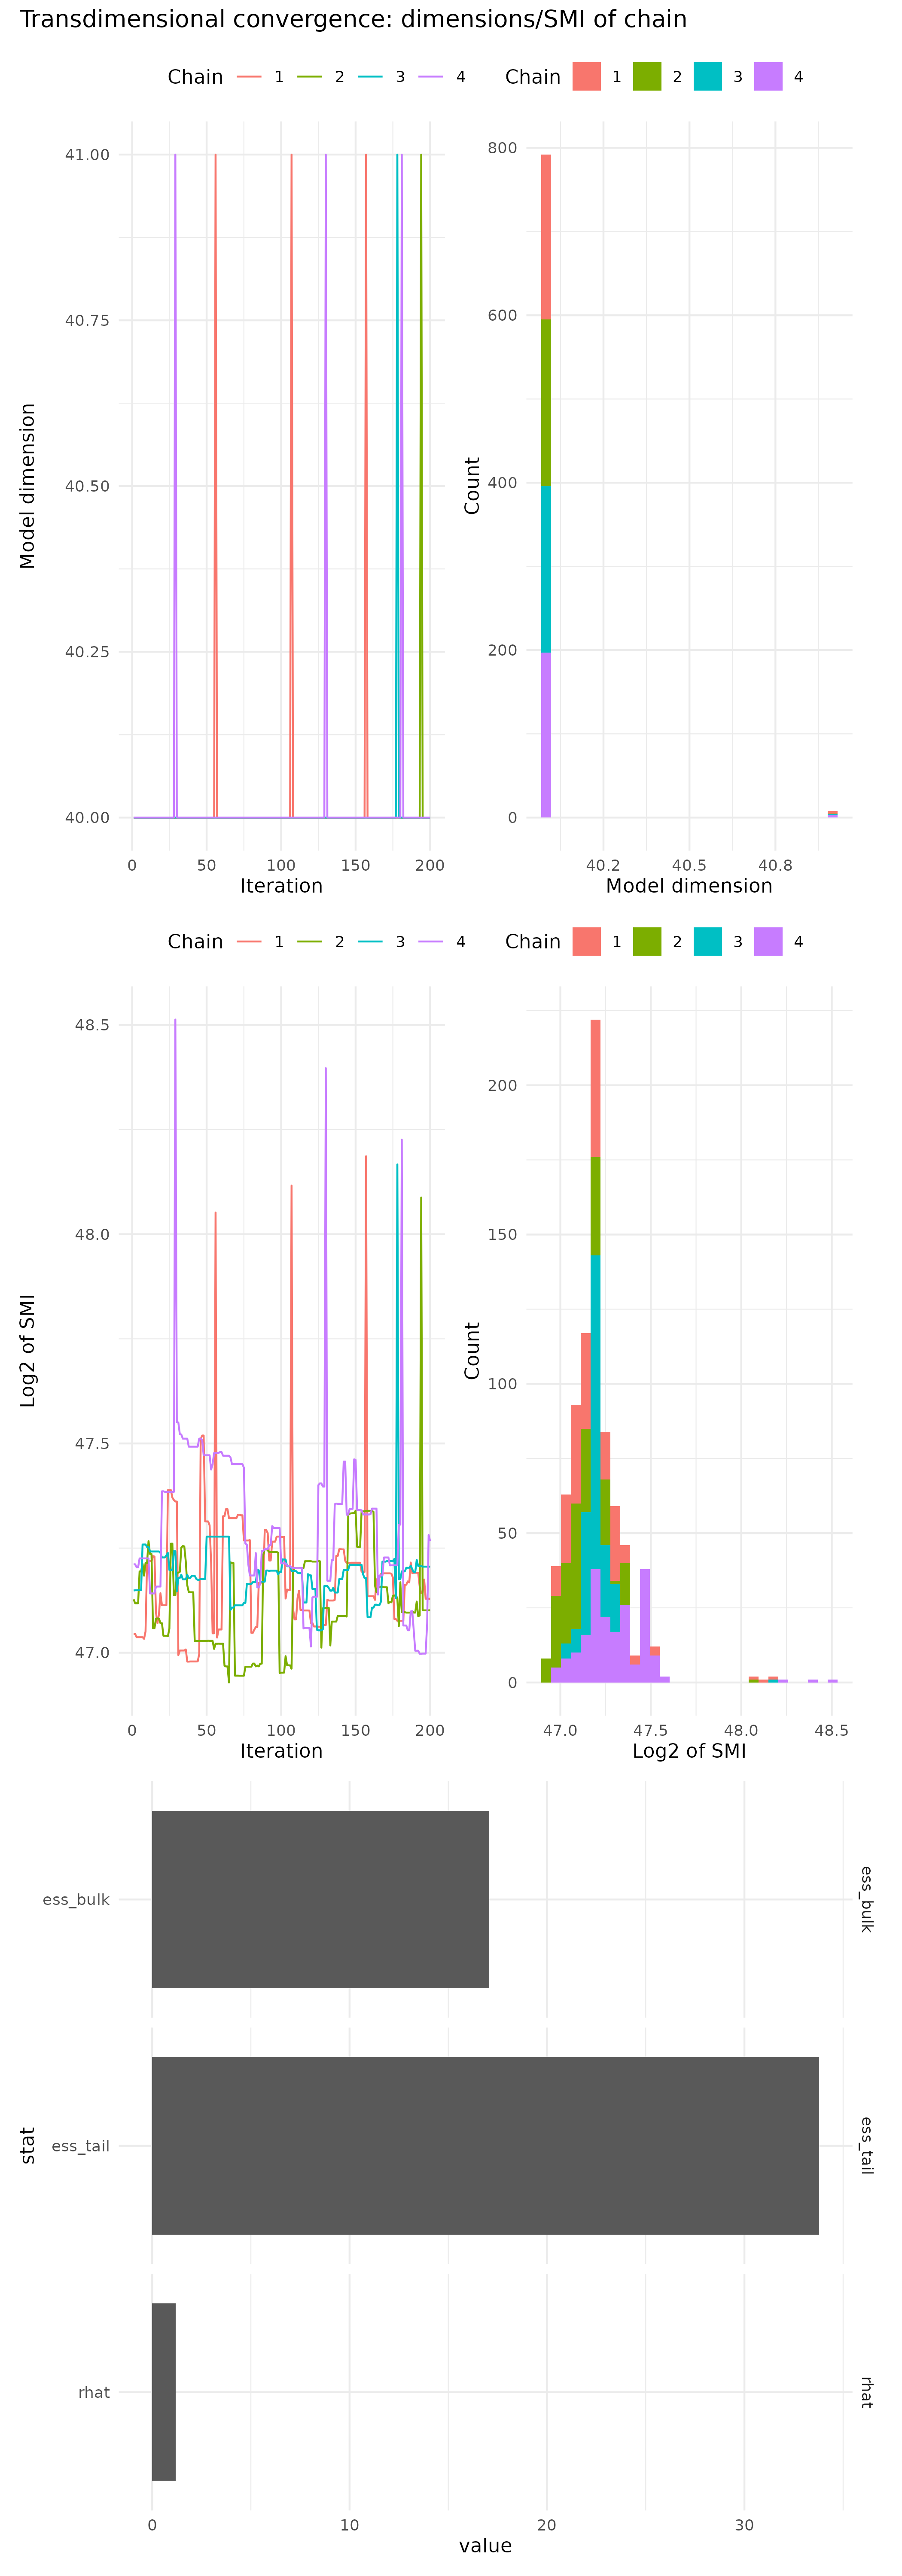 Transdimensional convergence: dimensions/SMI of chain
Chain 1 2 3 4
Chain 1 2 3 4
41.00
40.75
40.50
40.25
40.00
Model dimension
0 50 100 150 200
Iteration
800
600
400
200
0
Count
40.2 40.5 40.8
Model dimension
Chain 1 2 3 4
Chain 1 2 3 4
48.5
48.0
47.5
47.0
Log2 of SMI
0 50 100 150 200
Iteration
200
150
100
50
0
Count
47.0 47.5 48.0 48.5
Log2 of SMI
ess_bulk
ess_bulk
stat
ess_tail
ess_tail
rhat
rhat
0 10 20 30
value